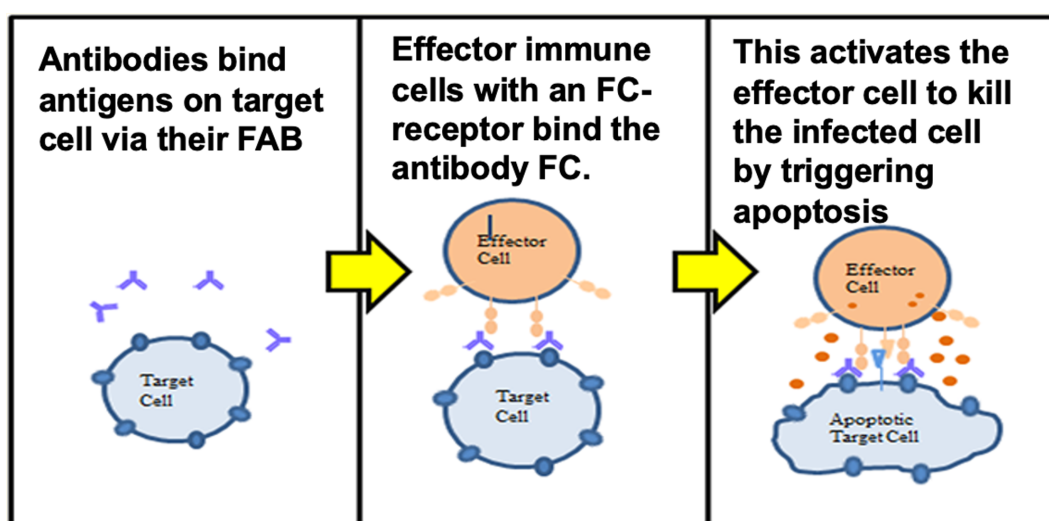 Antibodies bind
antigens on target
cell via their FAB
Target
Cell
Effector immune
cells with an FC-
receptor bind the
antibody FC.
Effector
Cell
Target
Cell
This activates the
effector cell to kill
the infected cell
by triggering
apoptosis
Effector
Cell
Apoptotic
Target Cell